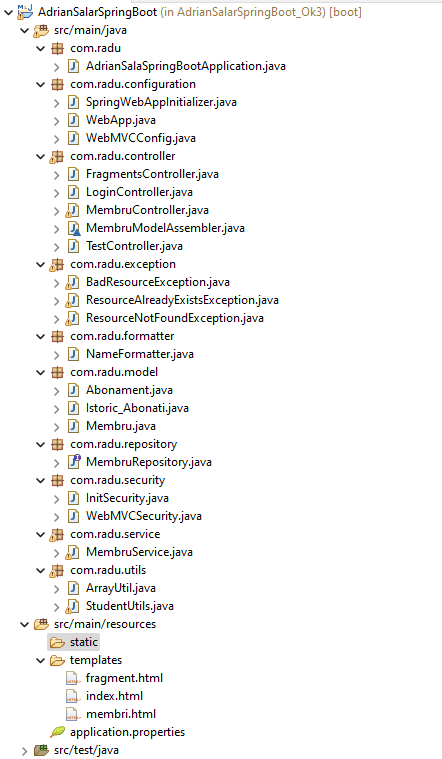 AdrianSalarSpringBoot (in AdrianSalarSpringBoot_Ok3) [boot]
src/main/java
com.radu
AdrianSalaSpringBootApplication.java
com.radu.configuration
SpringWebAppInitializer.java
WebApp.java
WebMVCConfig.java
com.radu.controller
FragmentsController.java
LoginController.java
MembruController.java
MembruModelAssembler.java
TestController.java
com.radu.exception
BadResourceException.java
ResourceAlreadyExistsException.java
ResourceNotFoundException.java
com.radu.formatter
NameFormatter.java
com.radu.model
Abonament.java
Istoric_Abonati.java
Membru.java
com.radu.repository
MembruRepository.java
com.radu.security
InitSecurity.java
WebMVCSecurity.java
com.radu.service
MembruService.java
com.radu.utils
ArrayUtil.java
StudentUtils.java
src/main/resources
static
templates
fragment.html
index.html
membri.html
application.properties
src/test/java